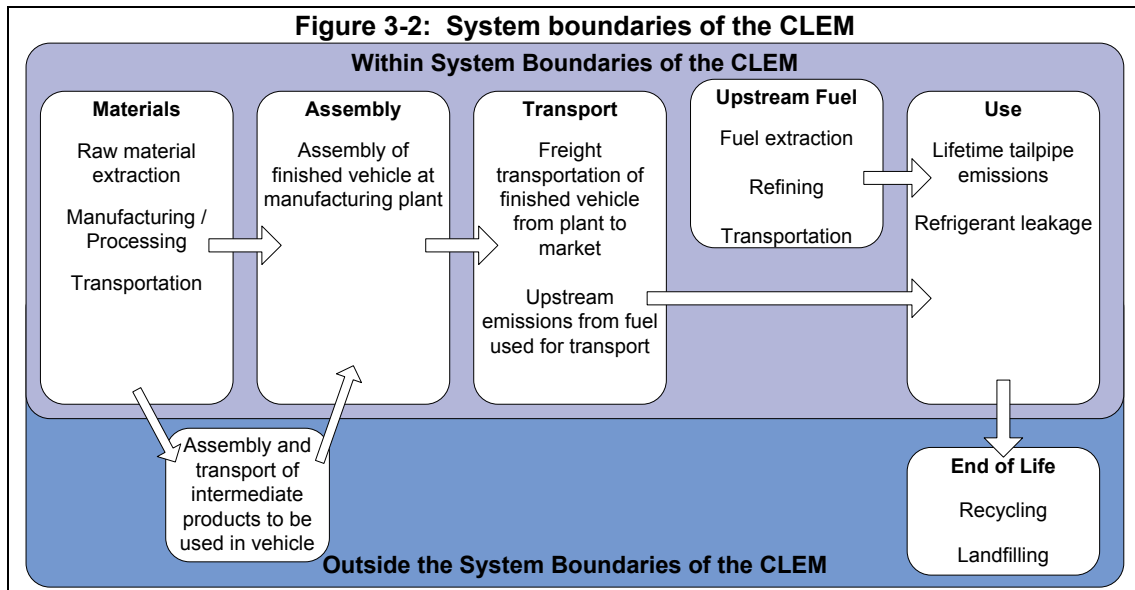 Figure 3-2:  System boundaries of the CLEM
Within System Boundaries of the CLEM
Materials
Raw material
extraction
Manufacturing /
Processing
Transportation
Assembly
Assembly of
finished vehicle at
manufacturing plant
Transport
Freight
transportation of
finished vehicle
from plant to
market
Upstream
emissions from fuel
used for transport
Upstream Fuel
Fuel extraction
Refining
Transportation
Use
Lifetime tailpipe
emissions
Refrigerant leakage
Assembly and
transport of
intermediate
products to be
used in vehicle
End of Life
Recycling
Landfilling
Outside the System Boundaries of the CLEM